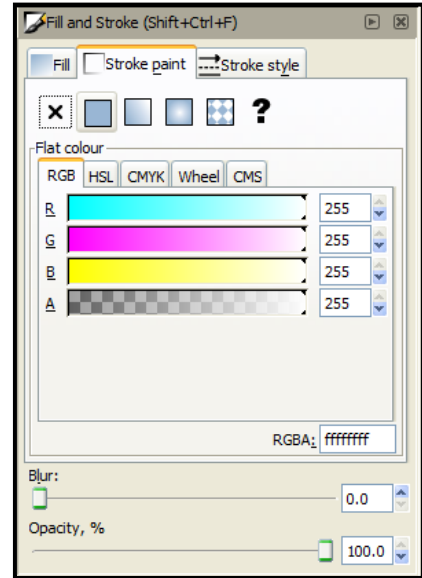 Fill and Stroke (Shift+Ctrl+F)
Fill Stroke paint Stroke style
?
Flat colour
RGB HSL CMYK Wheel CMS
R 255
G 255
B 255
A 255
RGBA: ffffffff
Blur:
0.0
Opacity, %
100.0